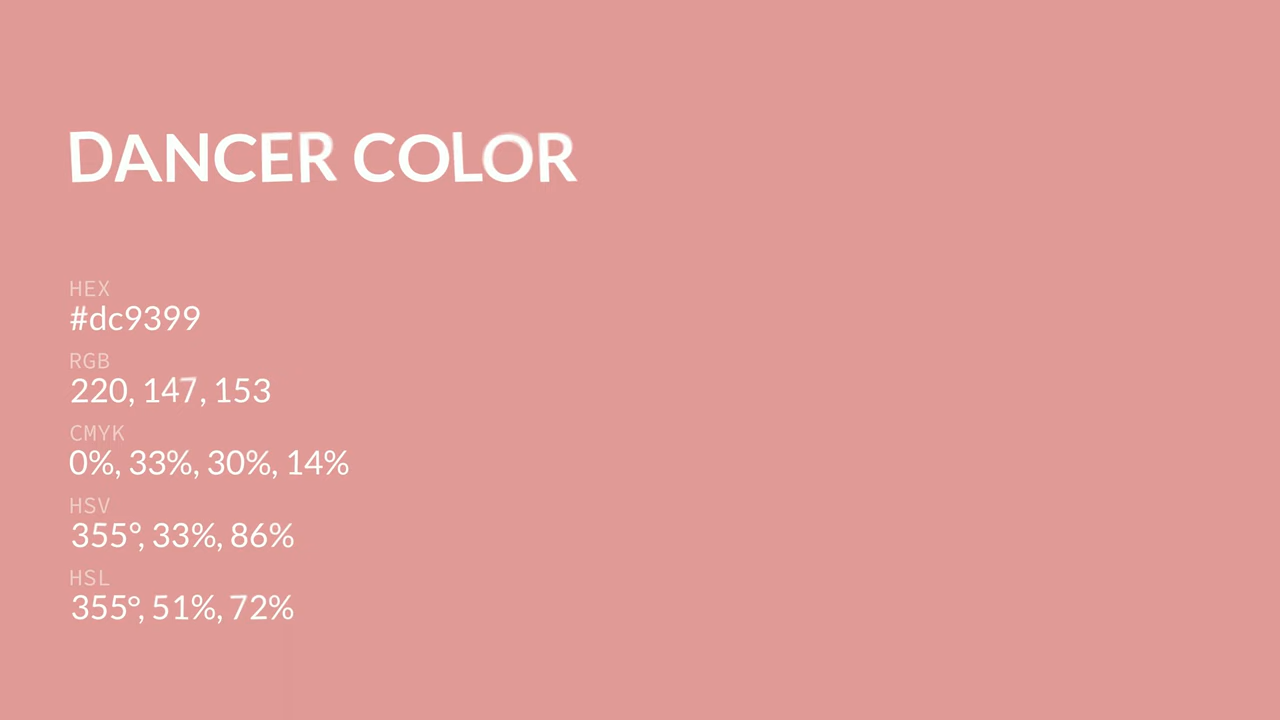 DANCER COLOR
HEX
#dc9399
RGB
220, 147, 153
CMYK
0%, 33%, 30%, 14%
HSV
355°, 33%, 86%
HSL
355°, 51%, 72%